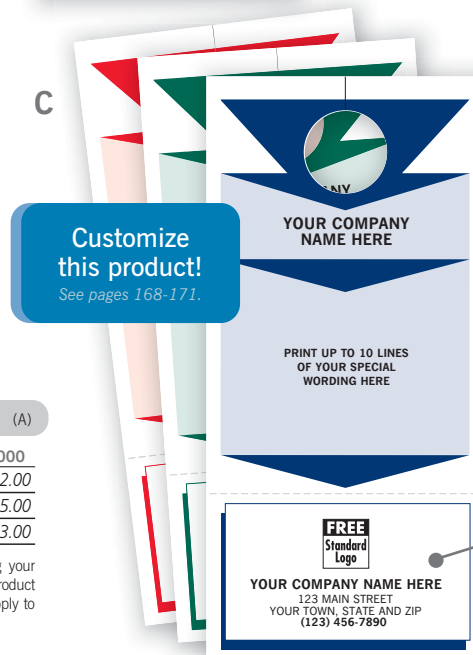 C
Customize
this product!
See pages 168-171.
YOUR COMPANY
NAME HERE
PRINT UP TO 10 LINES
OF YOUR SPECIAL
WORDING HERE
(A)
000
2.00
5.00
3.00
your
oduct
ply to
FREE
Standard
Logo
YOUR COMPANY NAME HERE
123 MAIN STREET
YOUR TOWN, STATE AND ZIP
(123) 456-7890